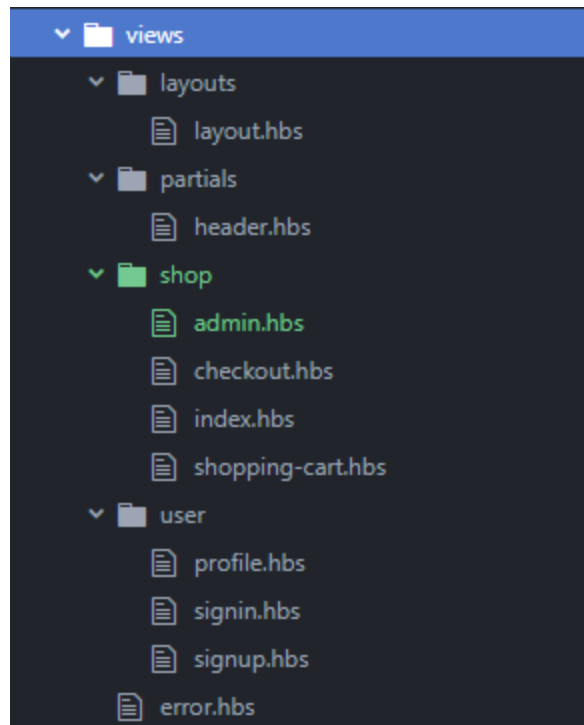 views
layouts
layout.hbs
partials
header.hbs
shop
admin.hbs
checkout.hbs
index.hbs
shopping-cart.hbs
user
profile.hbs
signin.hbs
signup.hbs
error.hbs